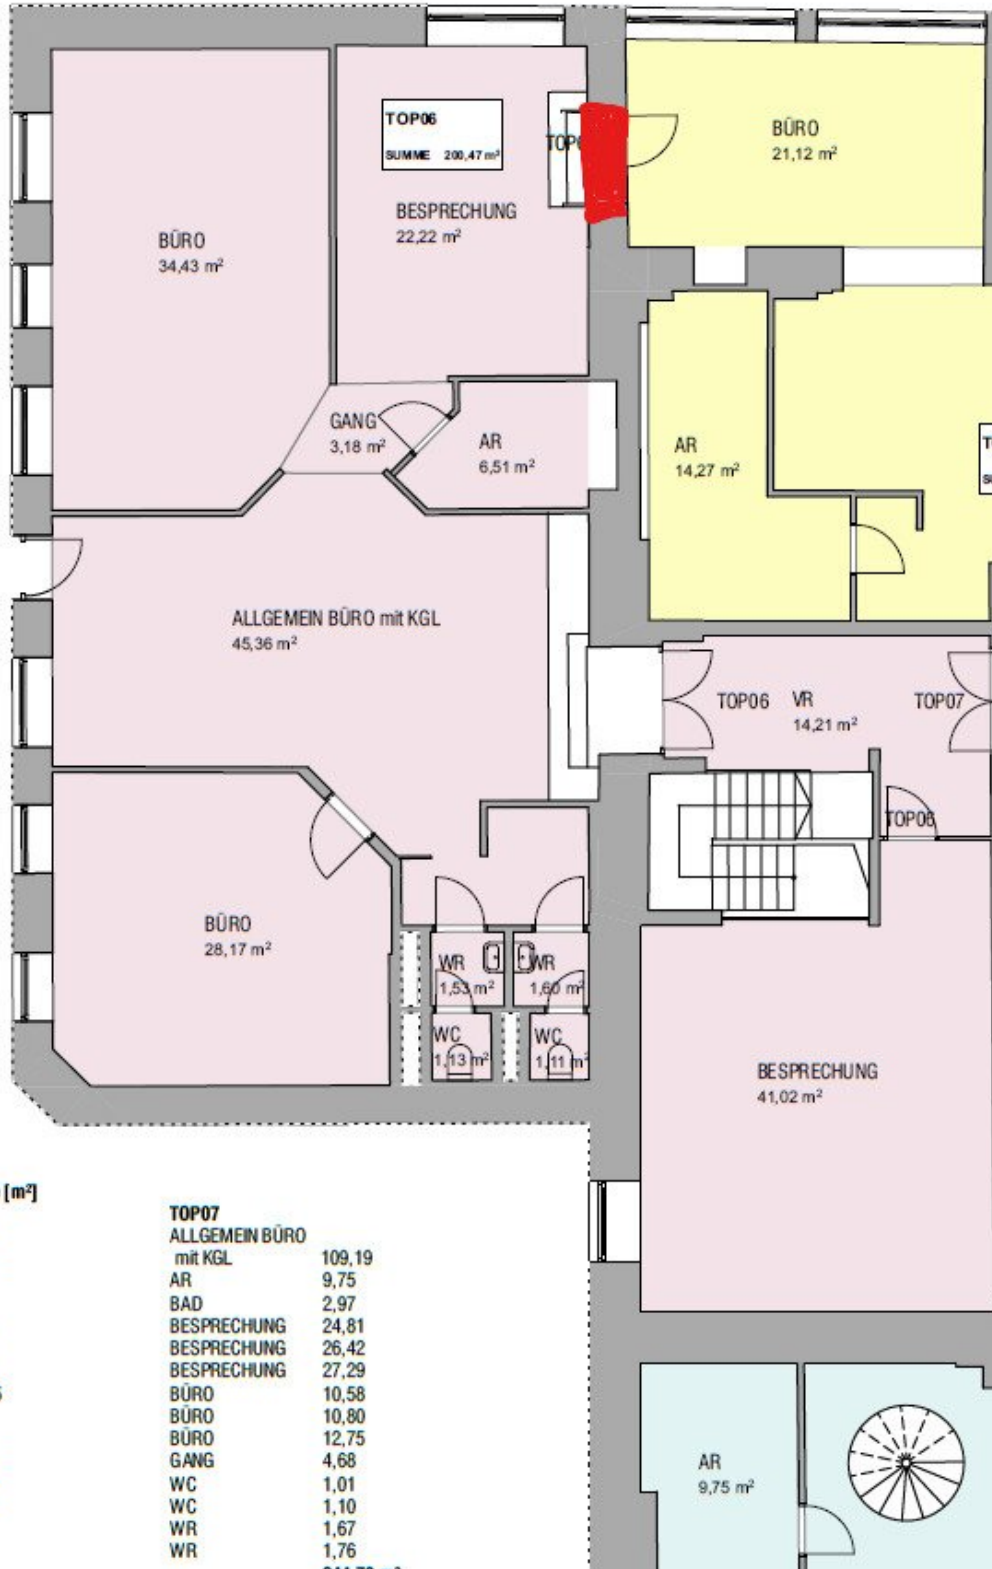 TOP06
SUMME 200,47 m²
BÜRO
21,12 m²
BESPRECHUNG
22,22 m²
BÜRO
34,43 m²
GANG
3,18 m²
AR
6,51 m²
AR
14,27 m²
ALLGEMEIN BÜRO mit KGL
45,36 m²
TOP06 VR TOP07
14,21 m²
TOP06
BÜRO
28,17 m²
WR
1,53 m²
WR
1,60 m²
WC
1,13 m²
WC
1,11 m²
BESPRECHUNG
41,02 m²
[m²]
TOP07
ALLGEMEIN BÜRO
mit KGL 109,19
AR 9,75
BAD 2,97
BESPRECHUNG 24,81
BESPRECHUNG 26,42
BESPRECHUNG 27,29
BÜRO 10,58
BÜRO 10,80
BÜRO 12,75
GANG 4,68
WC 1,01
WC 1,10
WR 1,67
WR 1,76
AR
9,75 m²